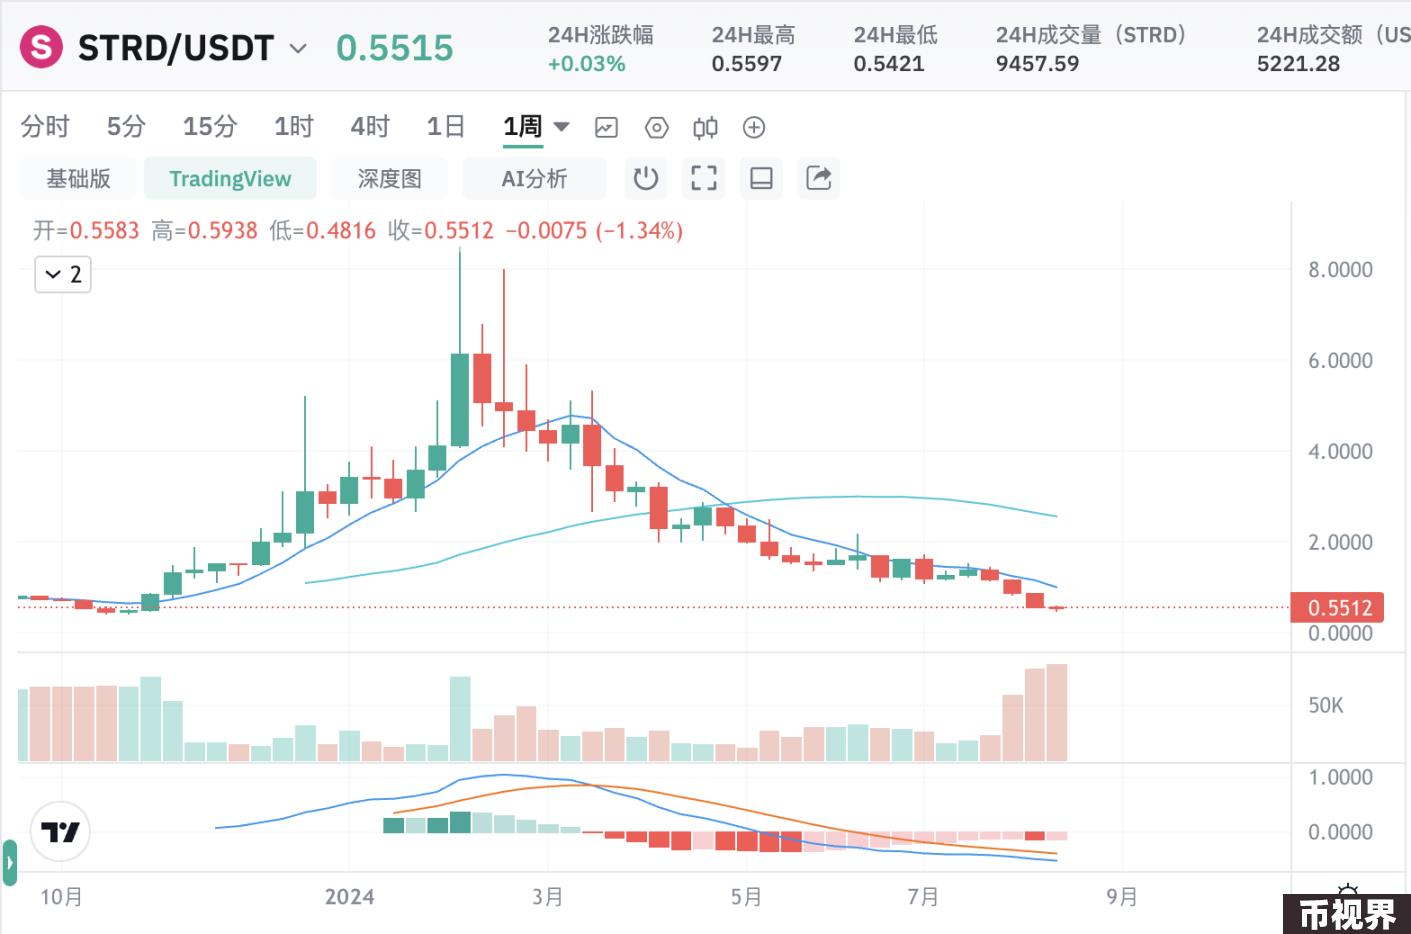 S STRD/USDT 0.5515
24H涨跌幅 24H最高 24H最低 24H成交量（STRD） 24H成交额（US
+0.03% 0.5597 0.5421 9457.59 5221.28
分时 5分 15分 1时 4时 1日 1周
基础版 TradingView 深度图 AI分析
开=0.5583 高=0.5938 低=0.4816 收=0.5512 −0.0075 (−1.34%)
2
8.0000
6.0000
4.0000
2.0000
0.5512
0.0000
50K
1.0000
0.0000
10月 2024 3月 5月 7月 9月
币视界